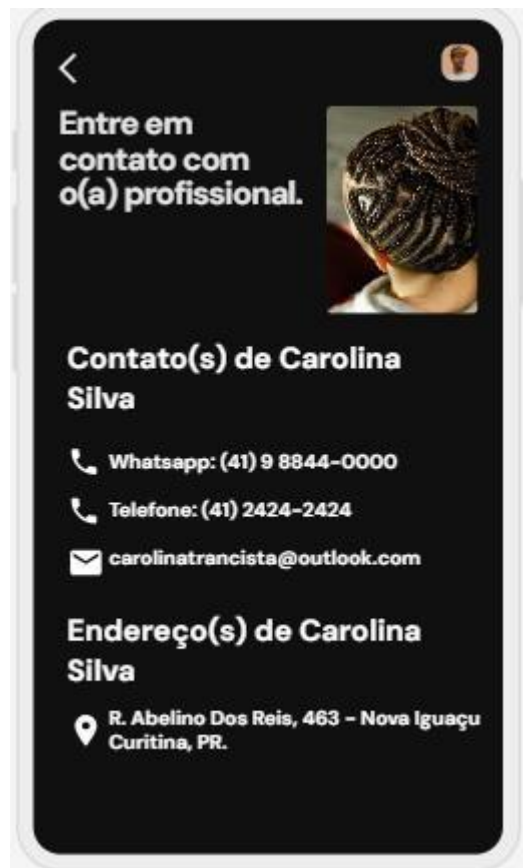 Entre em
contato com
o(a) profissional.
Contato(s) de Carolina
Silva
Whatsapp: (41) 9 8844-0000
Telefone: (41) 2424-2424
carolinatrancista@outlook.com
Endereço(s) de Carolina
Silva
R. Abelino Dos Reis, 463 - Nova Iguaçu
Curitina, PR.